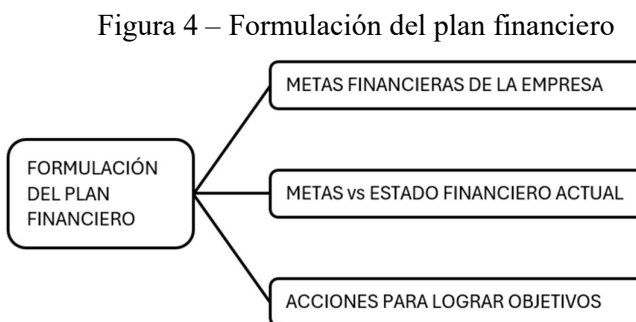 Figura 4 – Formulación del plan financiero
METAS FINANCIERAS DE LA EMPRESA
FORMULACIÓN
DEL PLAN
FINANCIERO
METAS vs ESTADO FINANCIERO ACTUAL
ACCIONES PARA LOGRAR OBJETIVOS